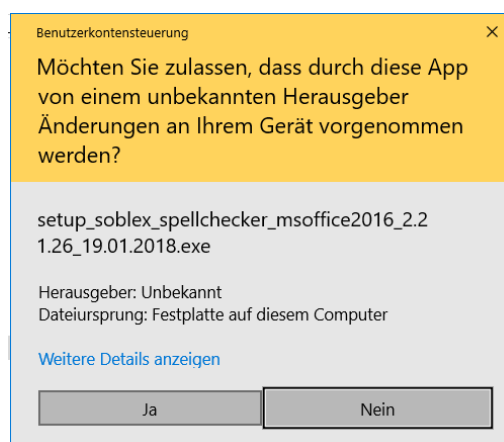 Benutzerkontensteuerung
Möchten Sie zulassen, dass durch diese App
von einem unbekannten Herausgeber
Änderungen an Ihrem Gerät vorgenommen
werden?
setup_soblex_spellchecker_msoffice2016_2.2
1.26_19.01.2018.exe
Herausgeber: Unbekannt
Dateiursprung: Festplatte auf diesem Computer
Weitere Details anzeigen
Ja
Nein